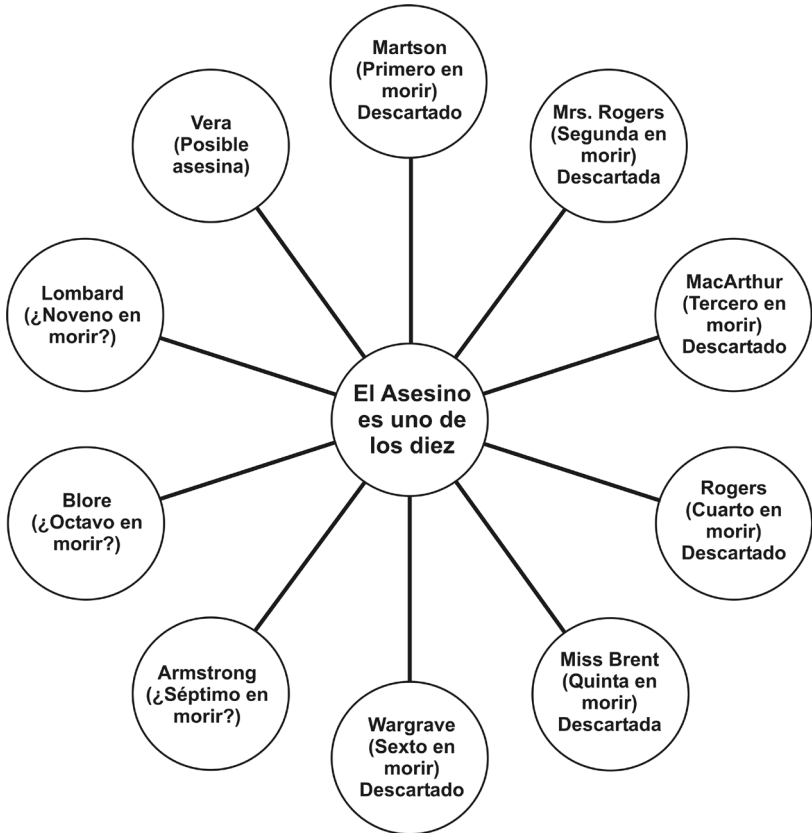 Martson
(Primero en
morir)
Descartado
Mrs. Rogers
(Segunda en
morir)
Descartada
MacArthur
(Tercero en
morir)
Descartado
Rogers
(Cuarto en
morir)
Descartado
Miss Brent
(Quinta en
morir)
Descartada
Wargrave
(Sexto en
morir)
Descartado
Armstrong
(¿Séptimo en
morir?)
Blore
(¿Octavo en
morir?)
Lombard
(¿Noveno en
morir?)
Vera
(Posible
asesina)
El Asesino
es uno de
los diez